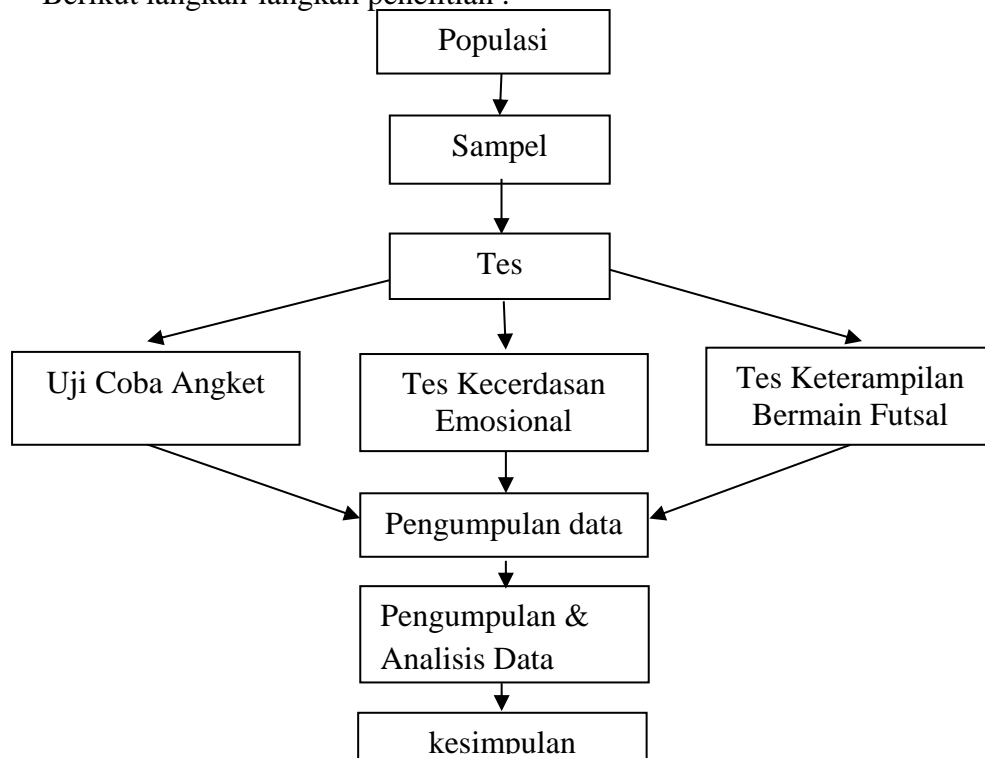 Berikut langkah-langkah penelitian :
Populasi
Sampel
Tes
Uji Coba Angket
Tes Kecerdasan
Emosional
Tes Keterampilan
Bermain Futsal
Pengumpulan data
Pengumpulan &
Analisis Data
kesimpulan